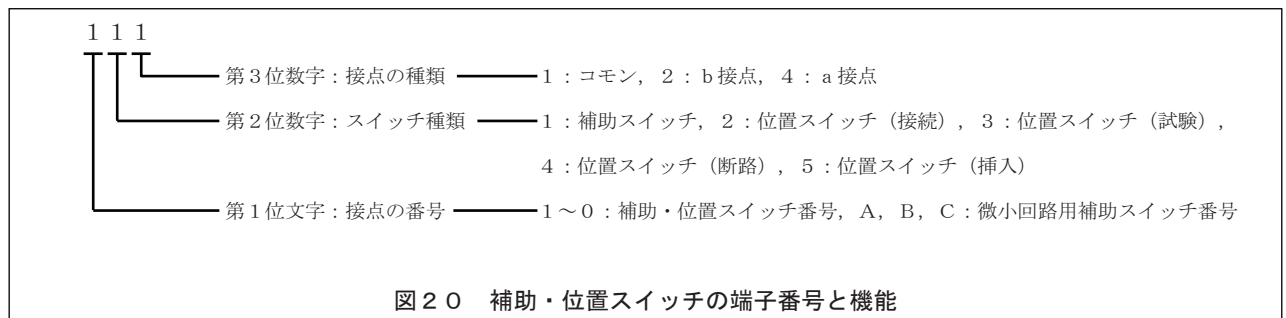 １１１
第３位数字：接点の種類 １：コモン，２：ｂ接点，４：ａ接点
第２位数字：スイッチ種類 １：補助スイッチ，２：位置スイッチ（接続），３：位置スイッチ（試験），
４：位置スイッチ（断路），５：位置スイッチ（挿入）
第１位文字：接点の番号 １～０：補助・位置スイッチ番号，Ａ，Ｂ，Ｃ：微小回路用補助スイッチ番号
図２０　補助・位置スイッチの端子番号と機能